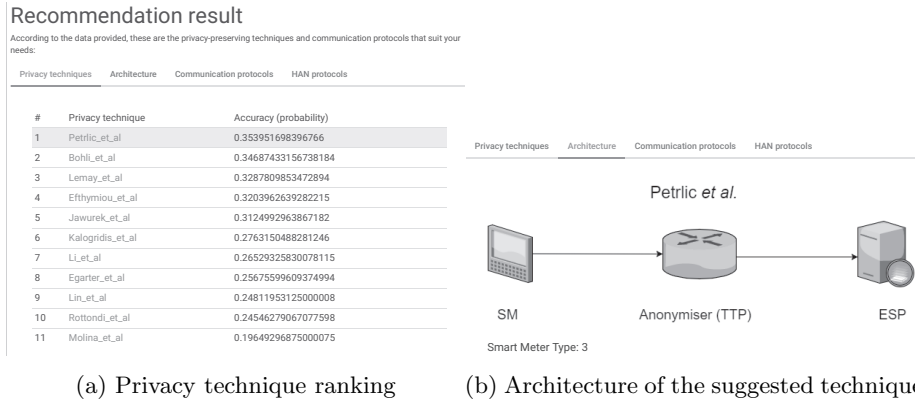 Recommendation result
According to the data provided, these are the privacy-preserving techniques and communication protocols that suit your
needs:
Privacy techniques Architecture Communication protocols HAN protocols
# Privacy technique Accuracy (probability)
1 Petrlic_et_al 0.353951698396766
2 Bohli_et_al 0.34687433156738184
3 Lemay_et_al 0.3287809853472894
4 Efthymiou_et_al 0.3203962639282215
5 Jawurek_et_al 0.3124992963867182
6 Kalogridis_et_al 0.2763150488281246
7 Li_et_al 0.26529325830078115
8 Egarter_et_al 0.25675599609374994
9 Lin_et_al 0.24811953125000008
10 Rottondi_et_al 0.24546279067077598
11 Molina_et_al 0.19649296875000075
(a) Privacy technique ranking
Privacy techniques Architecture Communication protocols HAN protocols
Petrlic et al.
SM Anonymiser (TTP) ESP
Smart Meter Type: 3
(b) Architecture of the suggested technique